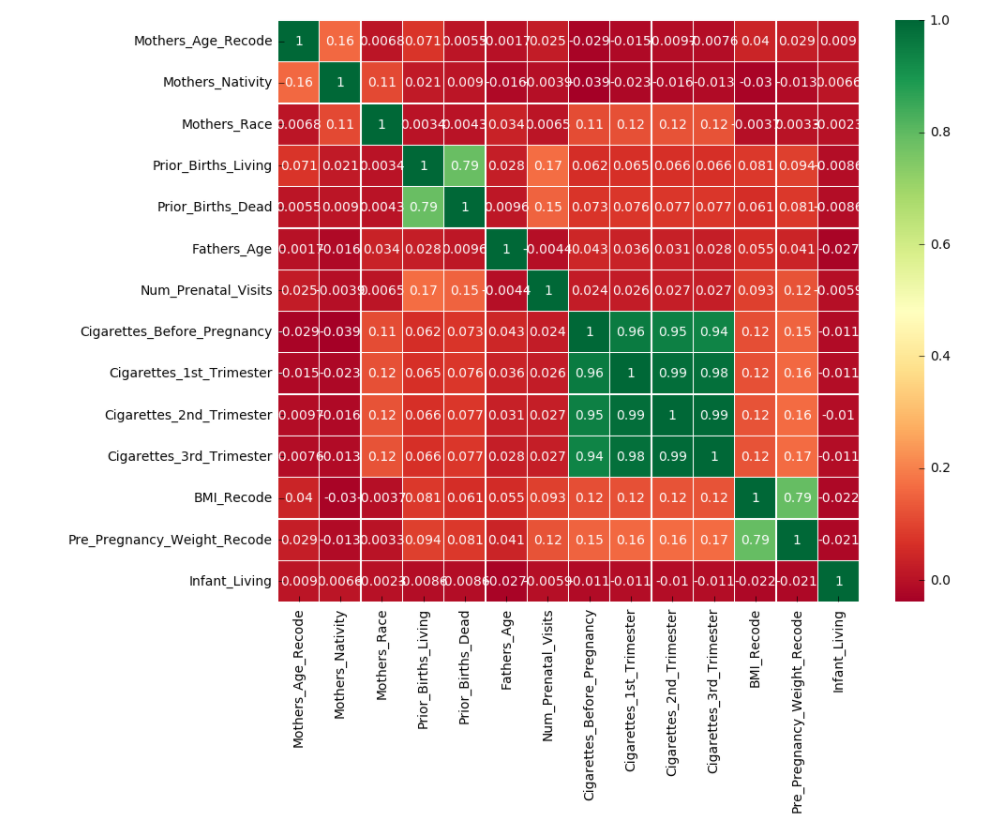 Mothers_Age_Recode 1 0.16 0.0068 0.071 0.0055 0.0017 0.025 -0.029 -0.015 0.0097 0.0076 0.04 0.029 0.009
Mothers_Nativity 0.16 1 0.11 0.021 0.009 -0.016 -0.0039 -0.039 -0.023 -0.016 -0.013 -0.03 -0.013 0.0066
Mothers_Race 0.0068 0.11 1 0.0034 0.0043 0.034 0.0065 0.11 0.12 0.12 0.12 -0.0037 0.0033 -0.0023
Prior_Births_Living 0.071 0.021 0.0034 1 0.79 0.028 0.17 0.062 0.065 0.066 0.066 0.081 0.094 -0.0086
Prior_Births_Dead 0.0055 0.009 0.0043 0.79 1 0.0096 0.15 0.073 0.076 0.077 0.077 0.061 0.081 -0.0086
Fathers_Age 0.0017 -0.016 0.034 0.028 0.0096 1 -0.0044 0.043 0.036 0.031 0.028 0.055 0.041 -0.027
Num_Prenatal_Visits 0.025 -0.0039 0.0065 0.17 0.15 -0.0044 1 0.024 0.026 0.027 0.027 0.093 0.12 -0.0059
Cigarettes_Before_Pregnancy -0.029 -0.039 0.11 0.062 0.073 0.043 0.024 1 0.96 0.95 0.94 0.12 0.15 -0.011
Cigarettes_1st_Trimester -0.015 -0.023 0.12 0.065 0.076 0.036 0.026 0.96 1 0.99 0.98 0.12 0.16 -0.011
Cigarettes_2nd_Trimester 0.0097 -0.016 0.12 0.066 0.077 0.031 0.027 0.95 0.99 1 0.99 0.12 0.16 -0.01
Cigarettes_3rd_Trimester 0.0076 -0.013 0.12 0.066 0.077 0.028 0.027 0.94 0.98 0.99 1 0.12 0.17 -0.011
BMI_Recode 0.04 -0.03 -0.0037 0.081 0.061 0.055 0.093 0.12 0.12 0.12 0.12 1 0.79 -0.022
Pre_Pregnancy_Weight_Recode 0.029 -0.013 0.0033 0.094 0.081 0.041 0.12 0.15 0.16 0.16 0.17 0.79 1 -0.021
Infant_Living 0.009 0.0066 -0.0023 -0.0086 -0.0086 -0.027 -0.0059 -0.011 -0.011 -0.01 -0.011 -0.022 -0.021 1
Mothers_Age_Recode
Mothers_Nativity
Mothers_Race
Prior_Births_Living
Prior_Births_Dead
Fathers_Age
Num_Prenatal_Visits
Cigarettes_Before_Pregnancy
Cigarettes_1st_Trimester
Cigarettes_2nd_Trimester
Cigarettes_3rd_Trimester
BMI_Recode
Pre_Pregnancy_Weight_Recode
Infant_Living
1.0
0.8
0.6
0.4
0.2
0.0